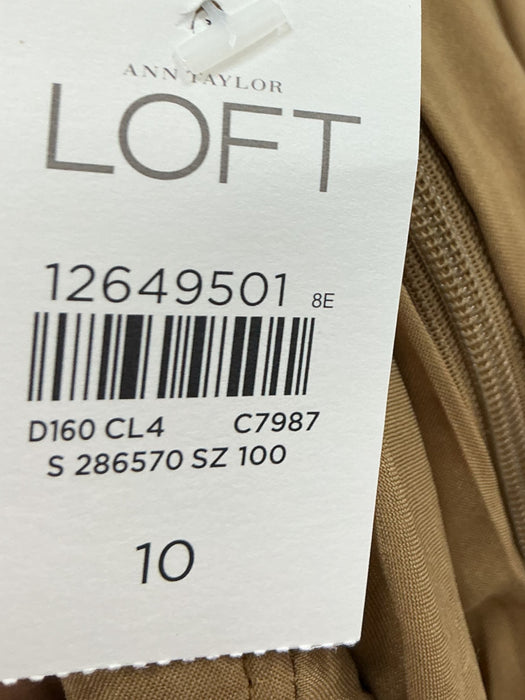 ANN TAYLOR
LOFT
12649501 8E
D160 CL4 C7987
S 286570 SZ 100
10